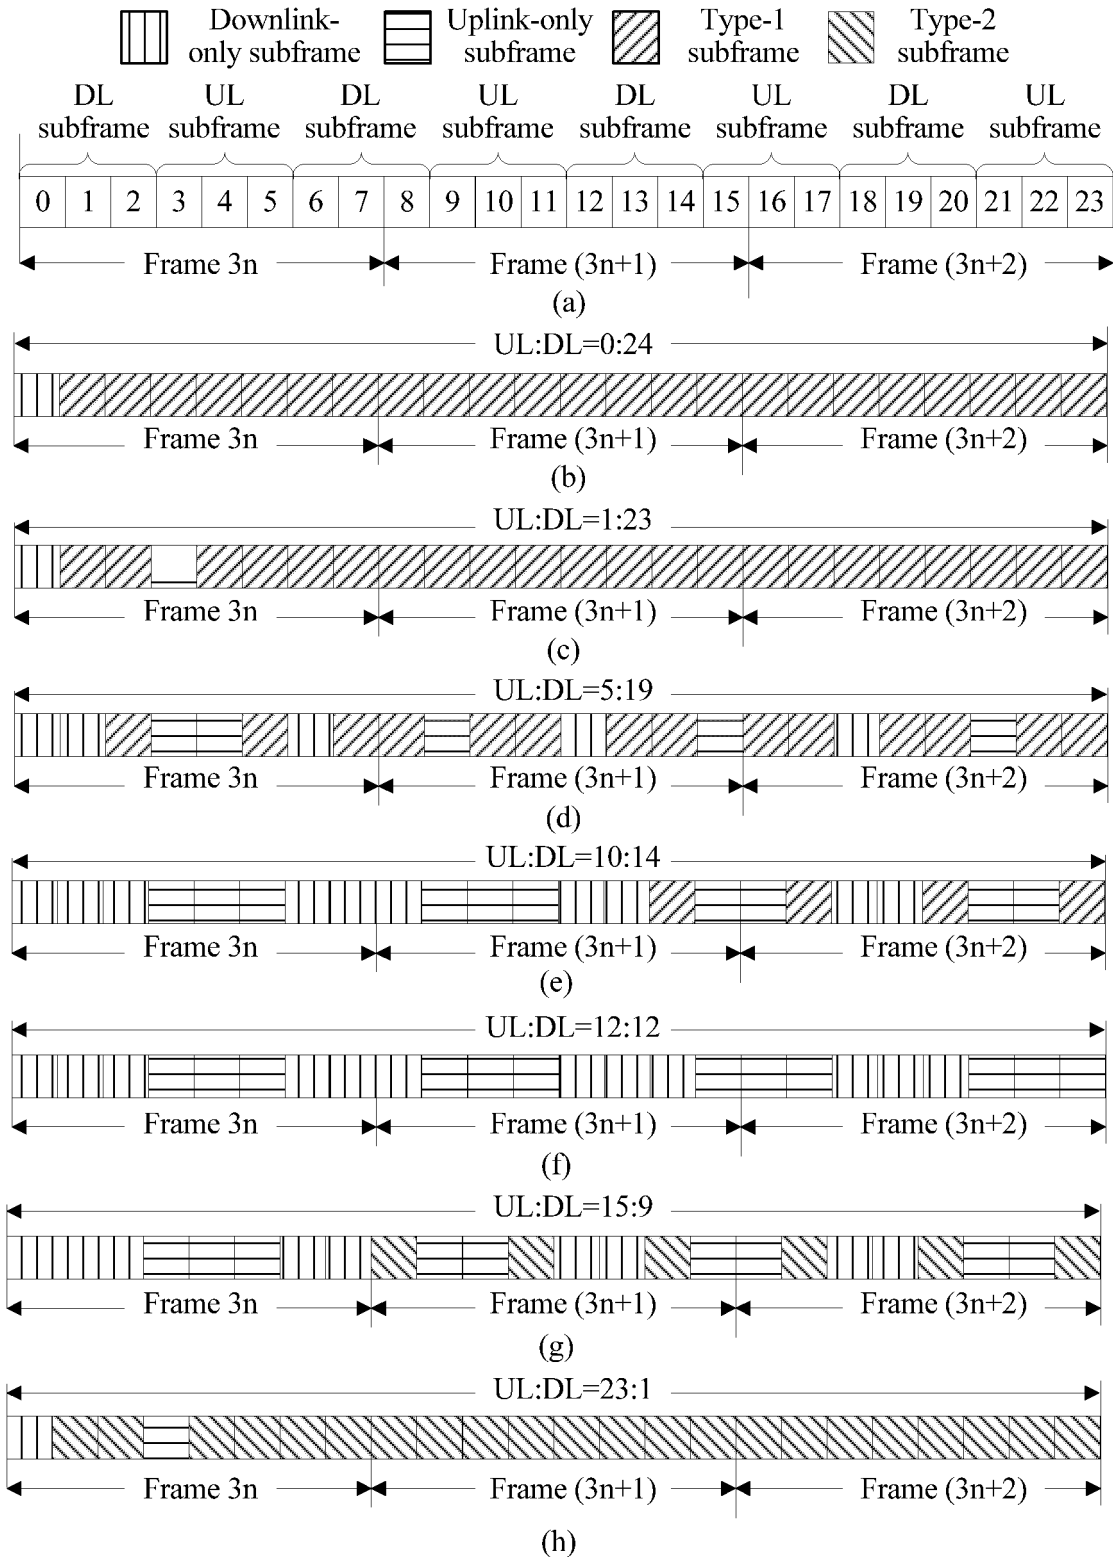 Downlink-only subframe
Uplink-only subframe
Type-1 subframe
Type-2 subframe
DL subframe
UL subframe
DL subframe
UL subframe
DL subframe
UL subframe
DL subframe
UL subframe
0 1 2 3 4 5 6 7 8 9 10 11 12 13 14 15 16 17 18 19 20 21 22 23
Frame 3n Frame (3n+1) Frame (3n+2)
(a)
UL:DL=0:24
Frame 3n Frame (3n+1) Frame (3n+2)
(b)
UL:DL=1:23
Frame 3n Frame (3n+1) Frame (3n+2)
(c)
UL:DL=5:19
Frame 3n Frame (3n+1) Frame (3n+2)
(d)
UL:DL=10:14
Frame 3n Frame (3n+1) Frame (3n+2)
(e)
UL:DL=12:12
Frame 3n Frame (3n+1) Frame (3n+2)
(f)
UL:DL=15:9
Frame 3n Frame (3n+1) Frame (3n+2)
(g)
UL:DL=23:1
Frame 3n Frame (3n+1) Frame (3n+2)
(h)